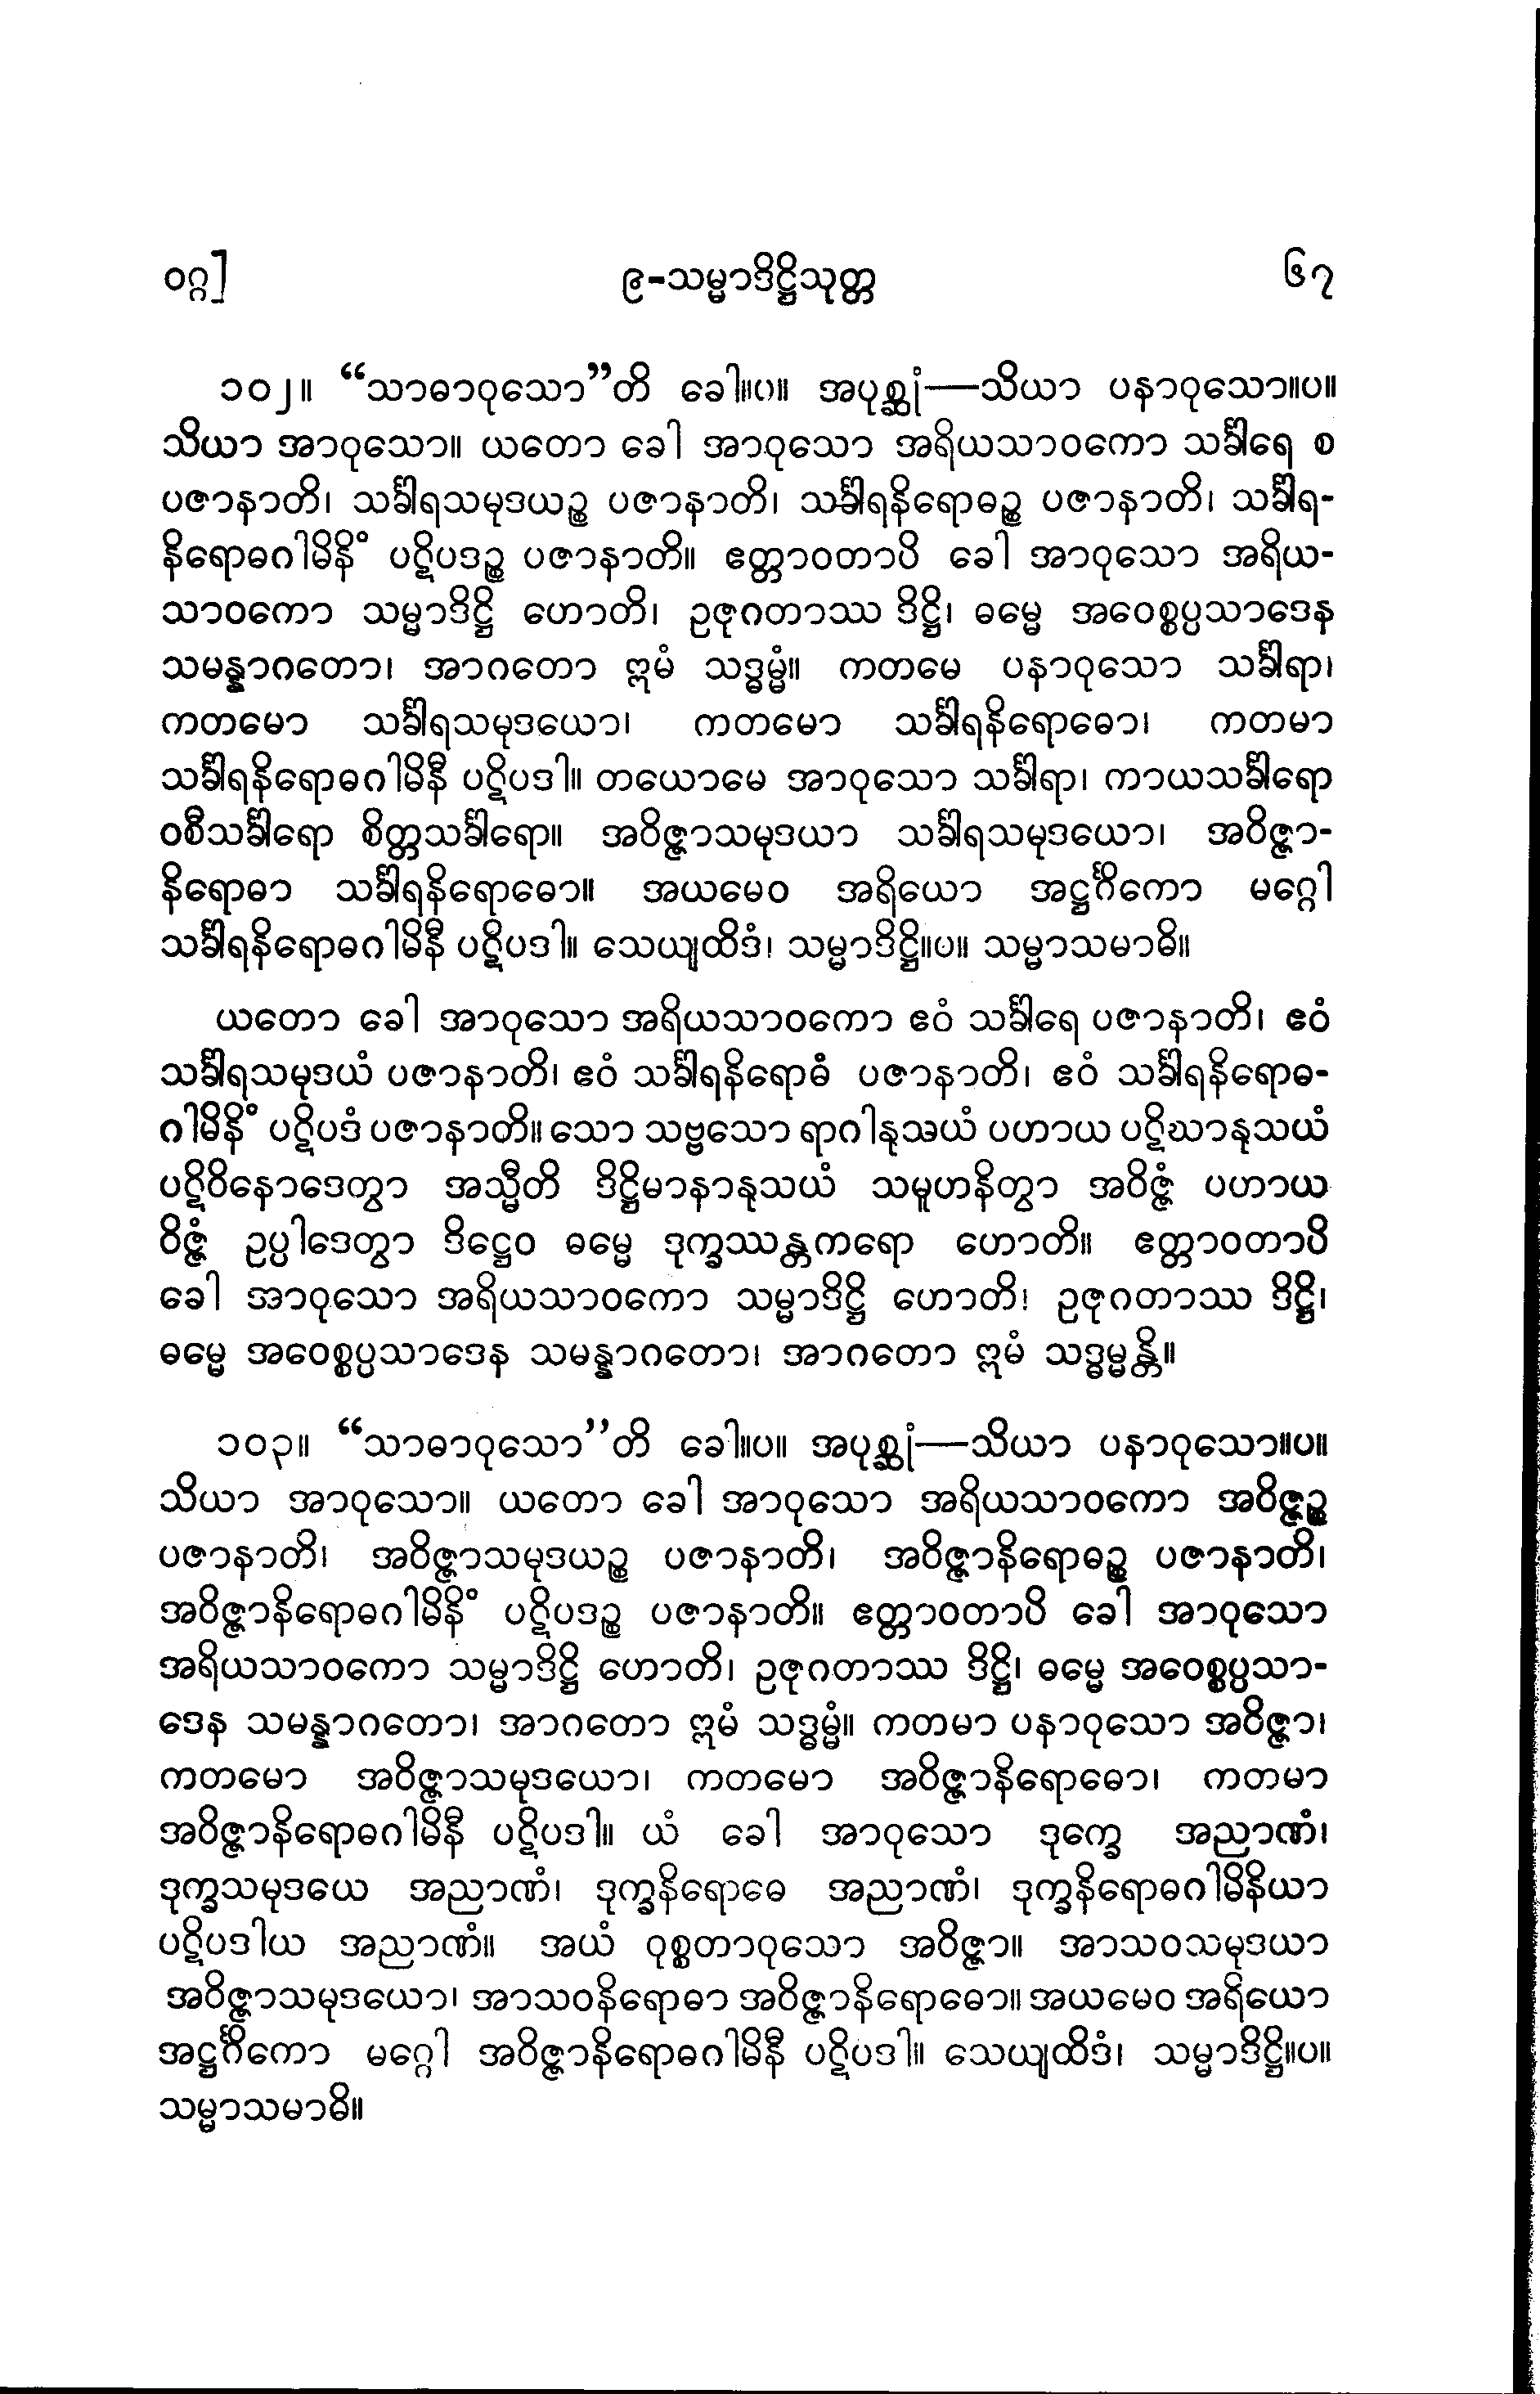 ဝဂ္ဂ] ၉-သမ္မာဒိဋ္ဌိသုတ္တ ၆၇
၁၀၂။ “သာဓာဝုသော”တိ ခေါ။ပ။ အပုစ္ဆုံ—သိယာ ပနာဝုသော။ပ။
သိယာ အာဝုသော။ ယတော ခေါ အာဝုသော အရိယသာဝကော သင်္ခါရေ စ
ပဇာနာတိ၊ သင်္ခါရသမုဒယဉ္စ ပဇာနာတိ၊ သင်္ခါရနိရောဓဉ္စ ပဇာနာတိ၊ သင်္ခါရ-
နိရောဓဂါမိနိံ ပဋိပဒဉ္စ ပဇာနာတိ။ ဧတ္တာဝတာပိ ခေါ အာဝုသော အရိယ-
သာဝကော သမ္မာဒိဋ္ဌိ ဟောတိ၊ ဥဇုဂတာဿ ဒိဋ္ဌိ၊ ဓမ္မေ အဝေစ္စပ္ပသာဒေန
သမန္နာဂတော၊ အာဂတော ဣမံ သဒ္ဓမ္မံ။ ကတမေ ပနာဝုသော သင်္ခါရာ၊
ကတမော သင်္ခါရသမုဒယော၊ ကတမော သင်္ခါရနိရောဓော၊ ကတမာ
သင်္ခါရနိရောဓဂါမိနီ ပဋိပဒါ။ တယောမေ အာဝုသော သင်္ခါရာ၊ ကာယသင်္ခါရော
ဝစီသင်္ခါရော စိတ္တသင်္ခါရော။ အဝိဇ္ဇာသမုဒယာ သင်္ခါရသမုဒယော၊ အဝိဇ္ဇာ-
နိရောဓာ သင်္ခါရနိရောဓော။ အယမေဝ အရိယော အဋ္ဌင်္ဂိကော မဂ္ဂေါ
သင်္ခါရနိရောဓဂါမိနီ ပဋိပဒါ။ သေယျထိဒံ၊ သမ္မာဒိဋ္ဌိ။ပ။ သမ္မာသမာဓိ။
ယတော ခေါ အာဝုသော အရိယသာဝကော ဧဝံ သင်္ခါရေ ပဇာနာတိ၊ ဧဝံ
သင်္ခါရသမုဒယံ ပဇာနာတိ၊ ဧဝံ သင်္ခါရနိရောဓံ ပဇာနာတိ၊ ဧဝံ သင်္ခါရနိရောဓ-
ဂါမိနိံ ပဋိပဒံ ပဇာနာတိ။ သော သဗ္ဗသော ရာဂါနုသယံ ပဟာယ ပဋိဃာနုသယံ
ပဋိဝိနောဒေတွာ အသ္မီတိ ဒိဋ္ဌိမာနာနုသယံ သမူဟနိတွာ အဝိဇ္ဇံ ပဟာယ
ဝိဇ္ဇံ ဥပ္ပါဒေတွာ ဒိဋ္ဌေဝ ဓမ္မေ ဒုက္ခဿန္တကရော ဟောတိ။ ဧတ္တာဝတာပိ
ခေါ အာဝုသော အရိယသာဝကော သမ္မာဒိဋ္ဌိ ဟောတိ၊ ဥဇုဂတာဿ ဒိဋ္ဌိ၊
ဓမ္မေ အဝေစ္စပ္ပသာဒေန သမန္နာဂတော၊ အာဂတော ဣမံ သဒ္ဓမ္မန္တိ။
၁၀၃။ “သာဓာဝုသော”တိ ခေါ။ပ။ အပုစ္ဆုံ—သိယာ ပနာဝုသော။ပ။
သိယာ အာဝုသော။ ယတော ခေါ အာဝုသော အရိယသာဝကော အဝိဇ္ဇဉ္စ
ပဇာနာတိ၊ အဝိဇ္ဇာသမုဒယဉ္စ ပဇာနာတိ၊ အဝိဇ္ဇာနိရောဓဉ္စ ပဇာနာတိ၊
အဝိဇ္ဇာနိရောဓဂါမိနိံ ပဋိပဒဉ္စ ပဇာနာတိ။ ဧတ္တာဝတာပိ ခေါ အာဝုသော
အရိယသာဝကော သမ္မာဒိဋ္ဌိ ဟောတိ၊ ဥဇုဂတာဿ ဒိဋ္ဌိ၊ ဓမ္မေ အဝေစ္စပ္ပသာ-
ဒေန သမန္နာဂတော၊ အာဂတော ဣမံ သဒ္ဓမ္မံ။ ကတမာ ပနာဝုသော အဝိဇ္ဇာ၊
ကတမော အဝိဇ္ဇာသမုဒယော၊ ကတမော အဝိဇ္ဇာနိရောဓော၊ ကတမာ
အဝိဇ္ဇာနိရောဓဂါမိနီ ပဋိပဒါ။ ယံ ခေါ အာဝုသော ဒုက္ခေ အညာဏံ၊
ဒုက္ခသမုဒယေ အညာဏံ၊ ဒုက္ခနိရောဓေ အညာဏံ၊ ဒုက္ခနိရောဓဂါမိနိယာ
ပဋိပဒါယ အညာဏံ။ အယံ ဝုစ္စတာဝုသော အဝိဇ္ဇာ။ အာသဝသမုဒယာ
အဝိဇ္ဇာသမုဒယော၊ အာသဝနိရောဓာ အဝိဇ္ဇာနိရောဓော။ အယမေဝ အရိယော
အဋ္ဌင်္ဂိကော မဂ္ဂေါ အဝိဇ္ဇာနိရောဓဂါမိနီ ပဋိပဒါ။ သေယျထိဒံ၊ သမ္မာဒိဋ္ဌိ။ပ။
သမ္မာသမာဓိ။